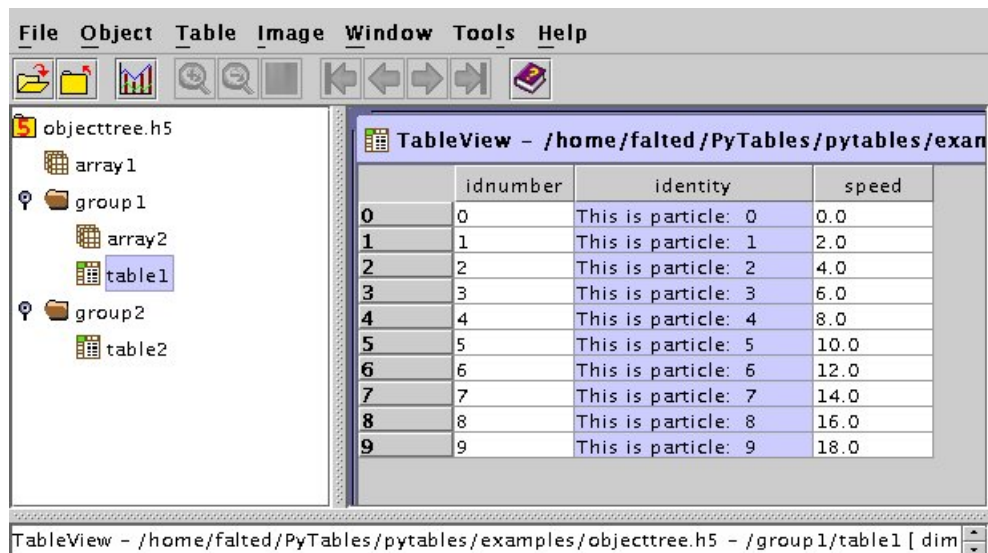 File Object Table Image Window Tools Help
objecttree.h5
array1
group1
array2
table1
group2
table2
TableView - /home/falted/PyTables/pytables/exan
idnumber identity speed
0 0 This is particle: 0 0.0
1 1 This is particle: 1 2.0
2 2 This is particle: 2 4.0
3 3 This is particle: 3 6.0
4 4 This is particle: 4 8.0
5 5 This is particle: 5 10.0
6 6 This is particle: 6 12.0
7 7 This is particle: 7 14.0
8 8 This is particle: 8 16.0
9 9 This is particle: 9 18.0
TableView - /home/falted/PyTables/pytables/examples/objecttree.h5 - /group1/table1 [ dim